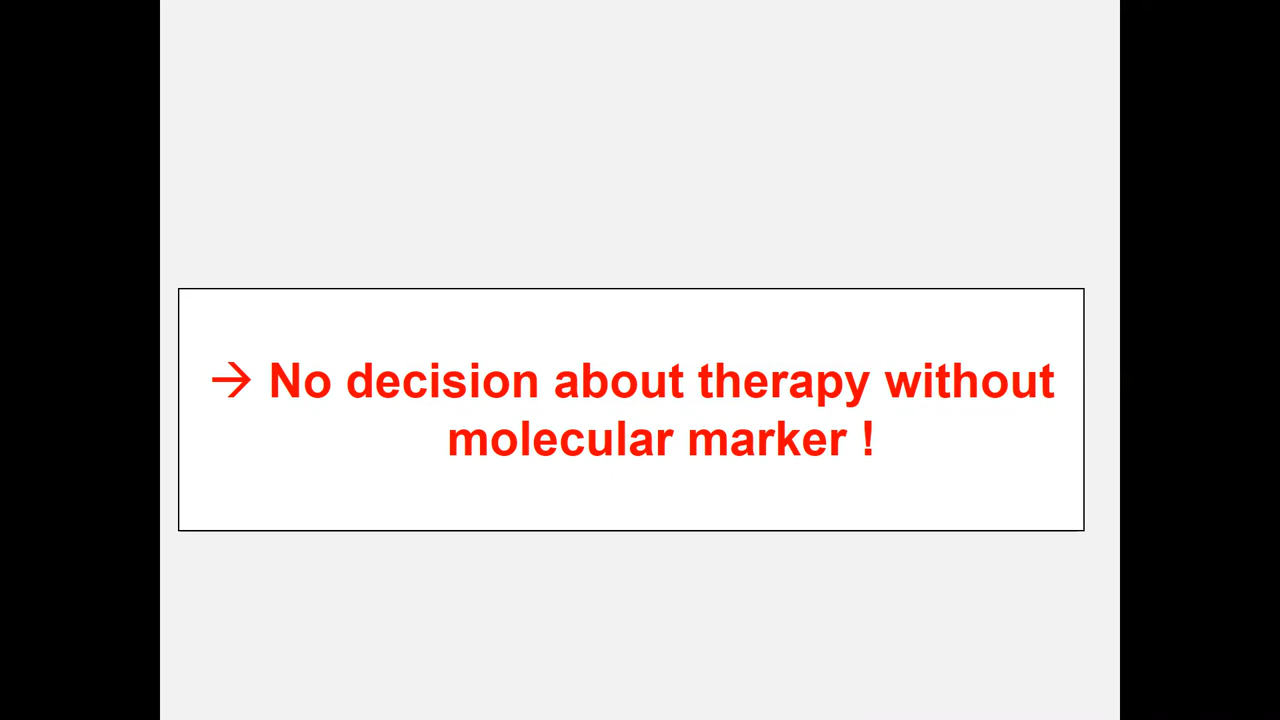 → No decision about therapy without
molecular marker !